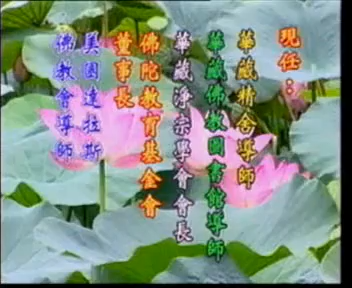 現任：
華藏精舍導師
華藏佛教圖書館導師
華藏淨宗學會會長
佛陀教育基金會
董事長
美國達拉斯
佛教會導師